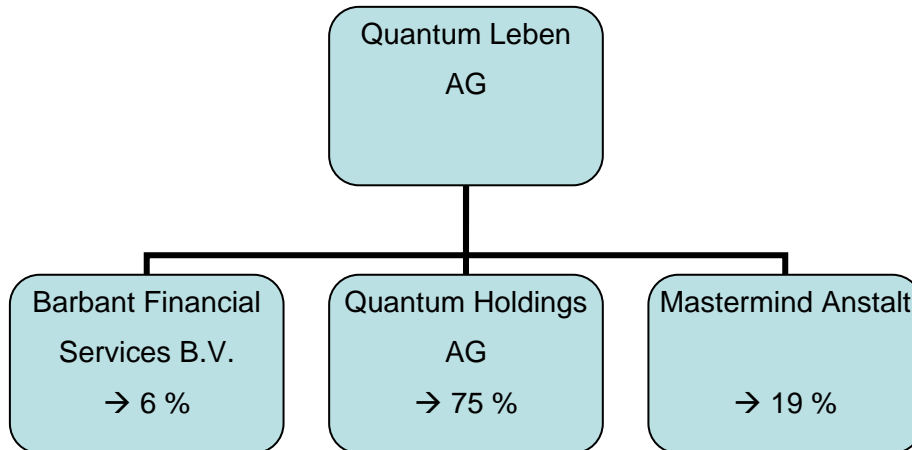 Quantum Leben
AG
Barbant Financial
Services B.V.
→ 6 %
Quantum Holdings
AG
→ 75 %
Mastermind Anstalt
→ 19 %